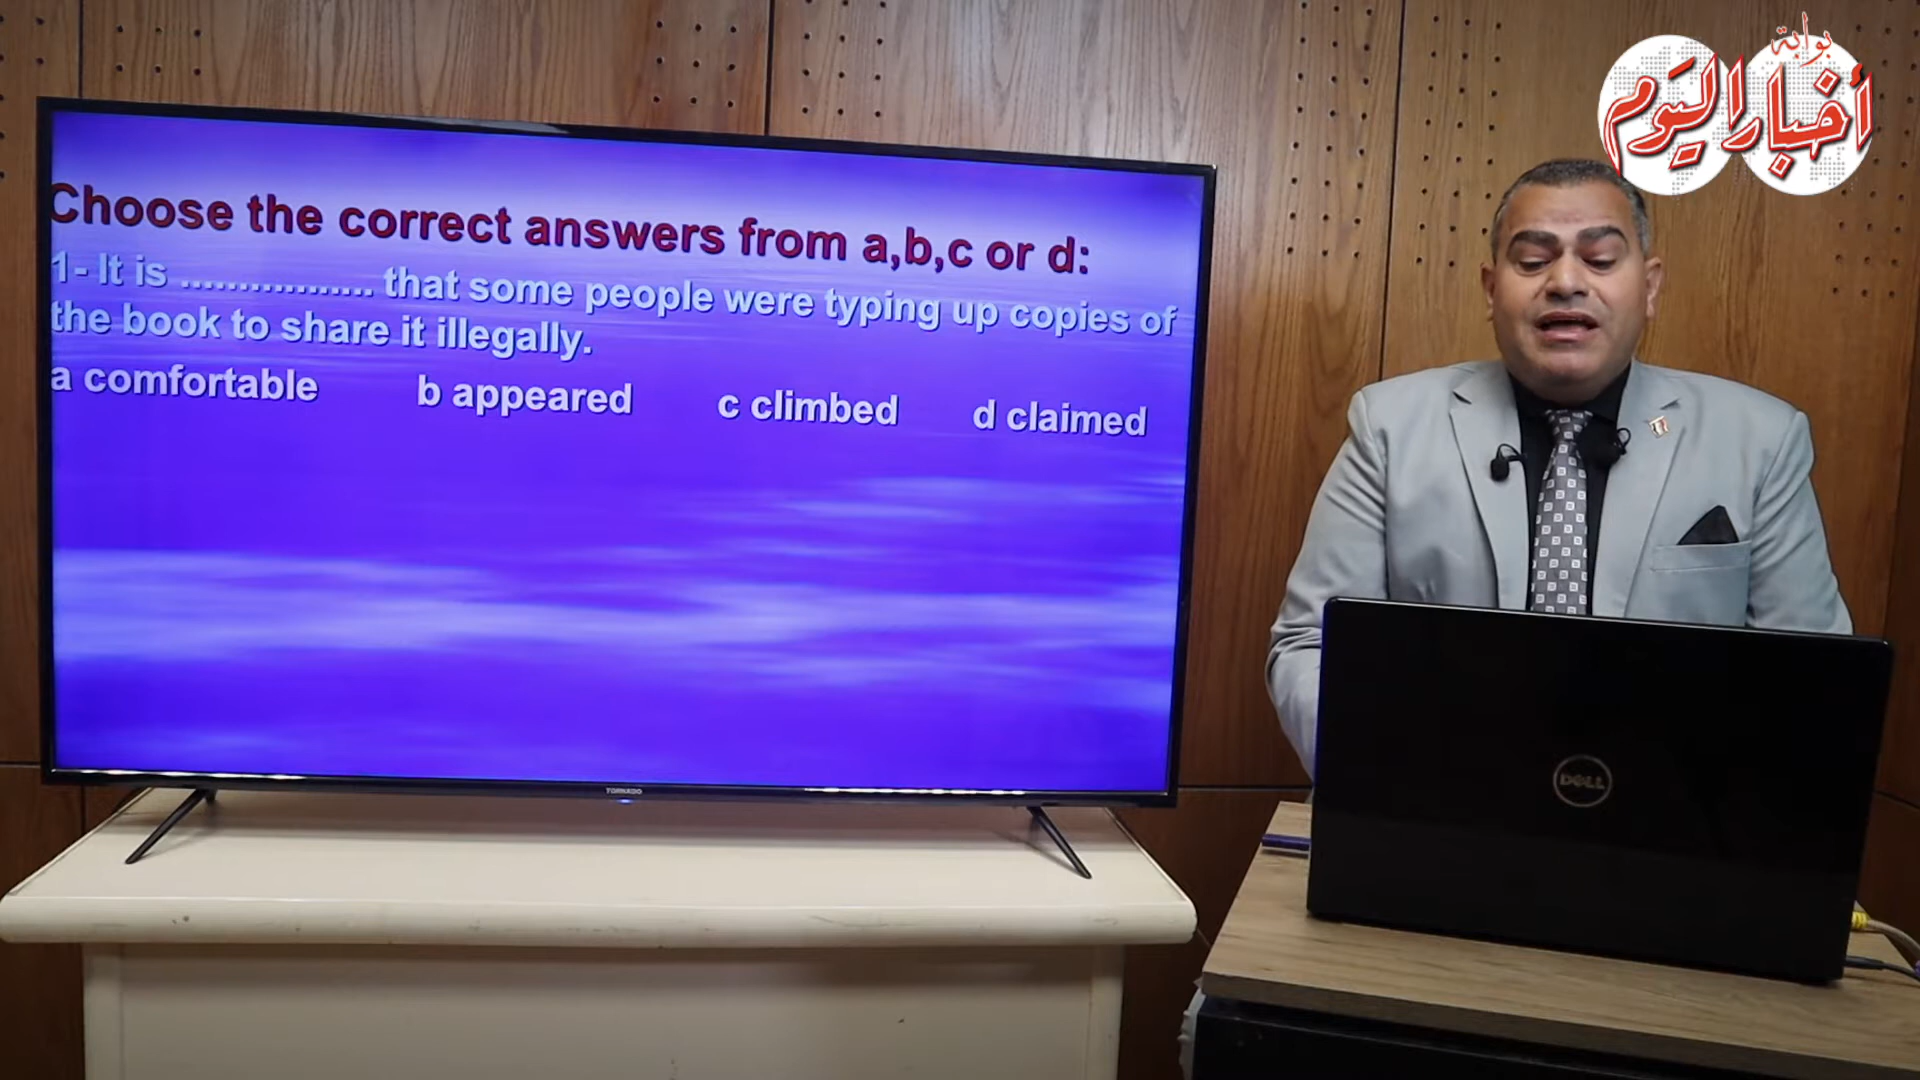 بوابة
أخبار اليوم
Choose the correct answers from a,b,c or d:
1- It is ................. that some people were typing up copies of
the book to share it illegally.
a comfortable b appeared c climbed d claimed
TORNADO
DELL